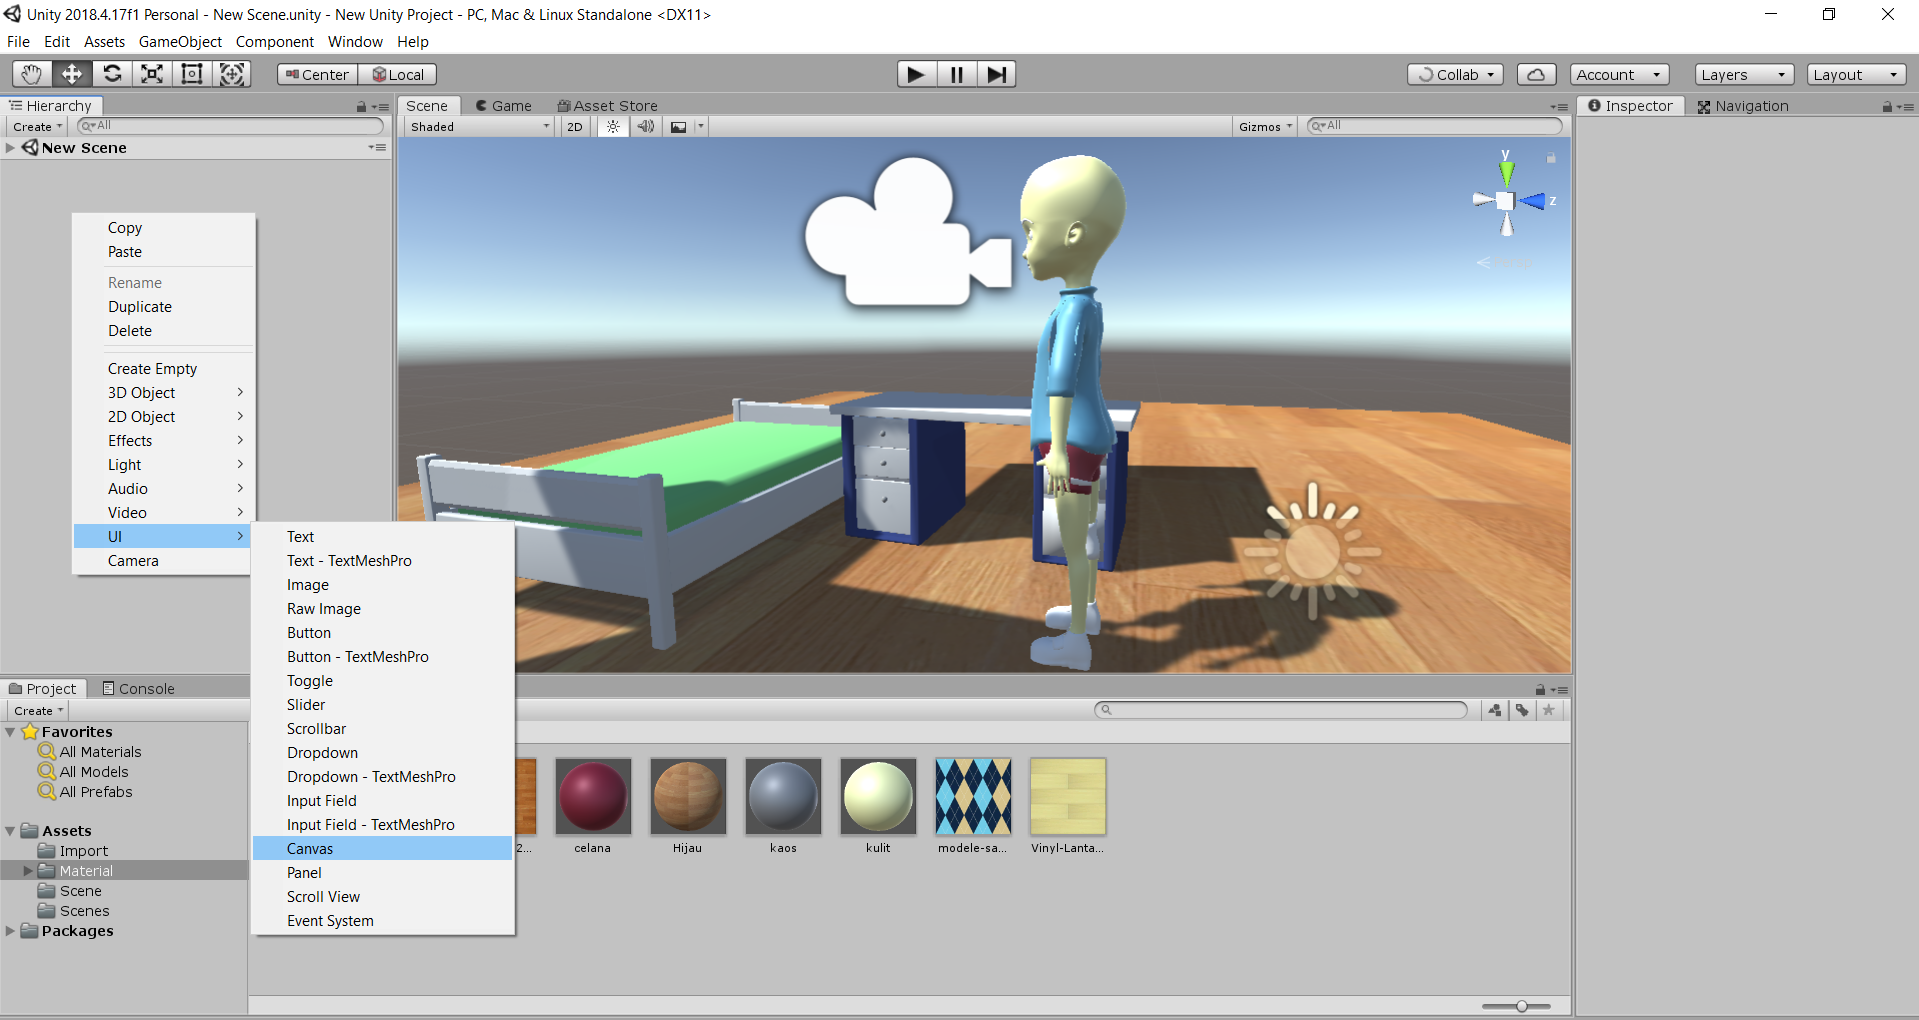 Unity 2018.4.17f1 Personal - New Scene.unity - New Unity Project - PC, Mac & Linux Standalone <DX11>
File Edit Assets GameObject Component Window Help
Center Local Collab Account Layers Layout
Hierarchy Scene Game Asset Store Inspector Navigation
Create All Shaded 2D Gizmos All
New Scene
y
z
Copy
Paste
Rename
Duplicate
Delete
Create Empty
3D Object
2D Object
Effects
Light
Audio
Video
UI
Camera
Text
Text - TextMeshPro
Image
Raw Image
Button
Button - TextMeshPro
Toggle
Slider
Scrollbar
Dropdown
Dropdown - TextMeshPro
Input Field
Input Field - TextMeshPro
Canvas
Panel
Scroll View
Event System
Project Console
Create
Favorites
All Materials
All Models
All Prefabs
Assets
Import
Material
Scene
Scenes
Packages
2... celana Hijau kaos kulit modele-sa... Vinyl-Lanta...